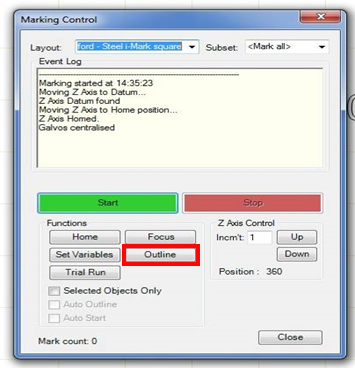 Marking Control
Layout: ford - Steel i-Mark square Subset: <Mark all>
Event Log
Marking started at 14:35:23
Moving Z Axis to Datum...
Z Axis Datum found
Moving Z Axis to Home position...
Z Axis Homed.
Galvos centralised
Start Stop
Functions Z Axis Control
Home Focus Incm't: 1 Up
Set Variables Outline Down
Trial Run Position : 360
Selected Objects Only
Auto Outline
Auto Start
Mark count: 0 Close